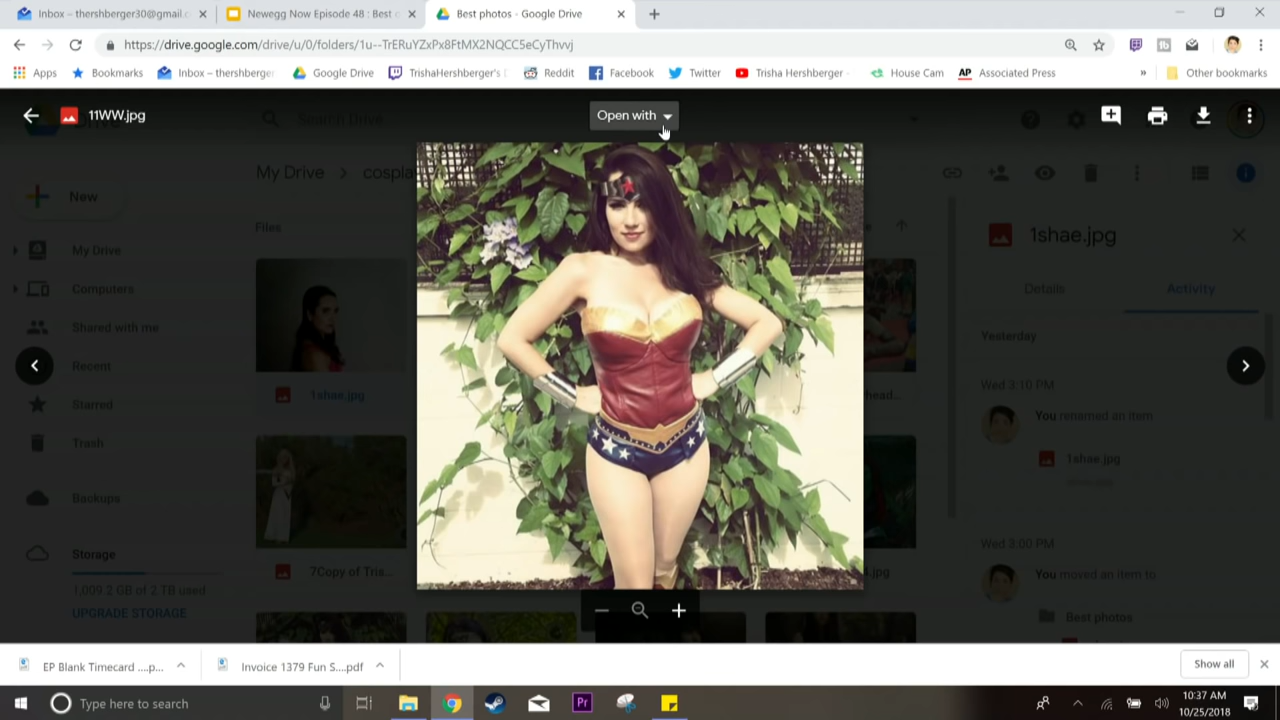 Inbox – thershberger30@gmail.c
Newegg Now Episode 48 : Best
Best photos - Google Drive
https://drive.google.com/drive/u/0/folders/1u--TrERuYZxPx8FtMX2NQCC5eCyThvvj
Apps
Bookmarks
Inbox – thershberger
Google Drive
TrishaHershberger's
Reddit
Facebook
Twitter
Trisha Hershberger
House Cam
AP
Associated Press
»
Other bookmarks
11WW.jpg
Open with
Search Drive
My Drive > cospla
New
Files
1shae.jpg
My Drive
Computers
Details
Activity
Shared with me
Yesterday
Recent
Wed 3:10 PM
Starred
1shae.jpg
head...
You renamed an item
Trash
1shae.jpg
Backups
Wed 3:00 PM
Storage
7Copy of Tris...
.jpg
You moved an item to
1,009.2 GB of 2 TB used
UPGRADE STORAGE
Best photos
EP Blank Timecard ....p...
Invoice 1379 Fun S....pdf
Show all
Type here to search
Pr
10:37 AM
10/25/2018